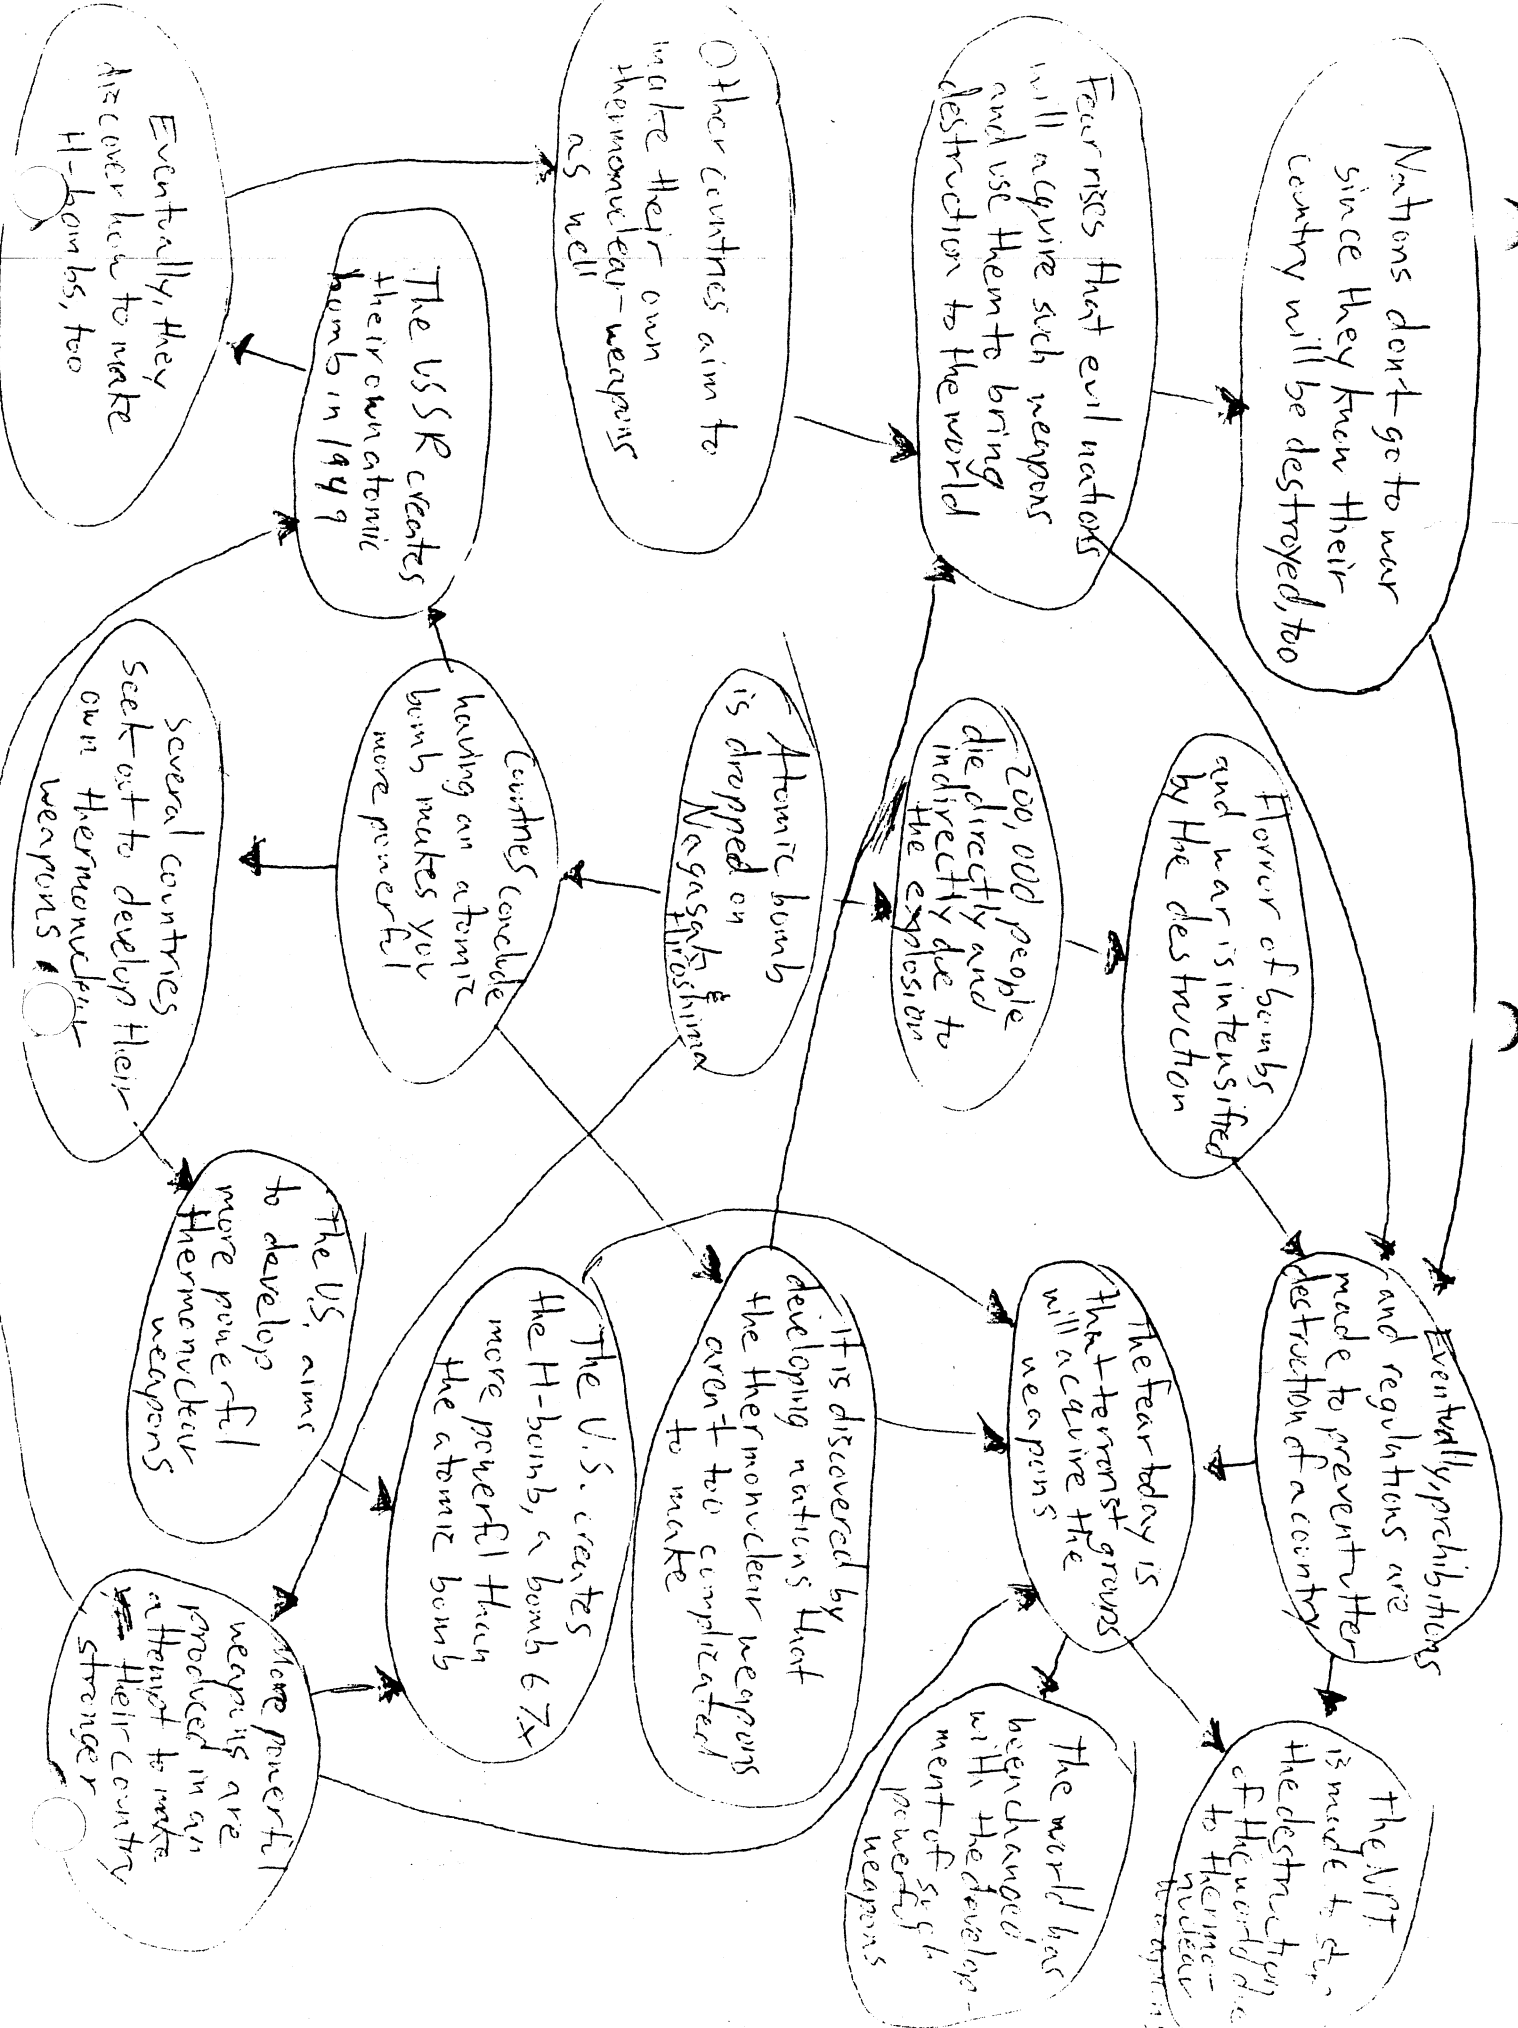 Nations don't go to war
since they know their
country will be destroyed, too
Eventually, prohibitions
and regulations are
made to prevent utter
destruction of a country
the NPT
is made to stop
the destruction
of the world due
to thermo-
nuclear
weapons
Horror of bombs
and war is intensified
by the destruction
Fear rises that evil nations
will acquire such weapons
and use them to bring
destruction to the world
200,000 people
die directly and
indirectly due to
the explosion
The fear today is
that terrorist groups
will acquire the
weapons
The world has
been changed
with the develop-
ment of such
powerful
weapons
Other countries aim to
make their own
thermonuclear weapons
as well
Atomic bomb
is dropped on
Nagasaki &
Hiroshima
It is discovered by
developing nations that
the thermonuclear weapons
aren't too complicated
to make
Countries conclude
having an atomic
bomb makes you
more powerful
The U.S. creates
the H-bomb, a bomb 67x
more powerful than
the atomic bomb
The USSR creates
their own atomic
bomb in 1949
The U.S. aims
to develop
more powerful
thermonuclear
weapons
More powerful
weapons are
produced in an
attempt to make
their country
stronger
Eventually, they
discover how to make
H-bombs, too
Several countries
seek out to develop their
own thermonuclear
weapons